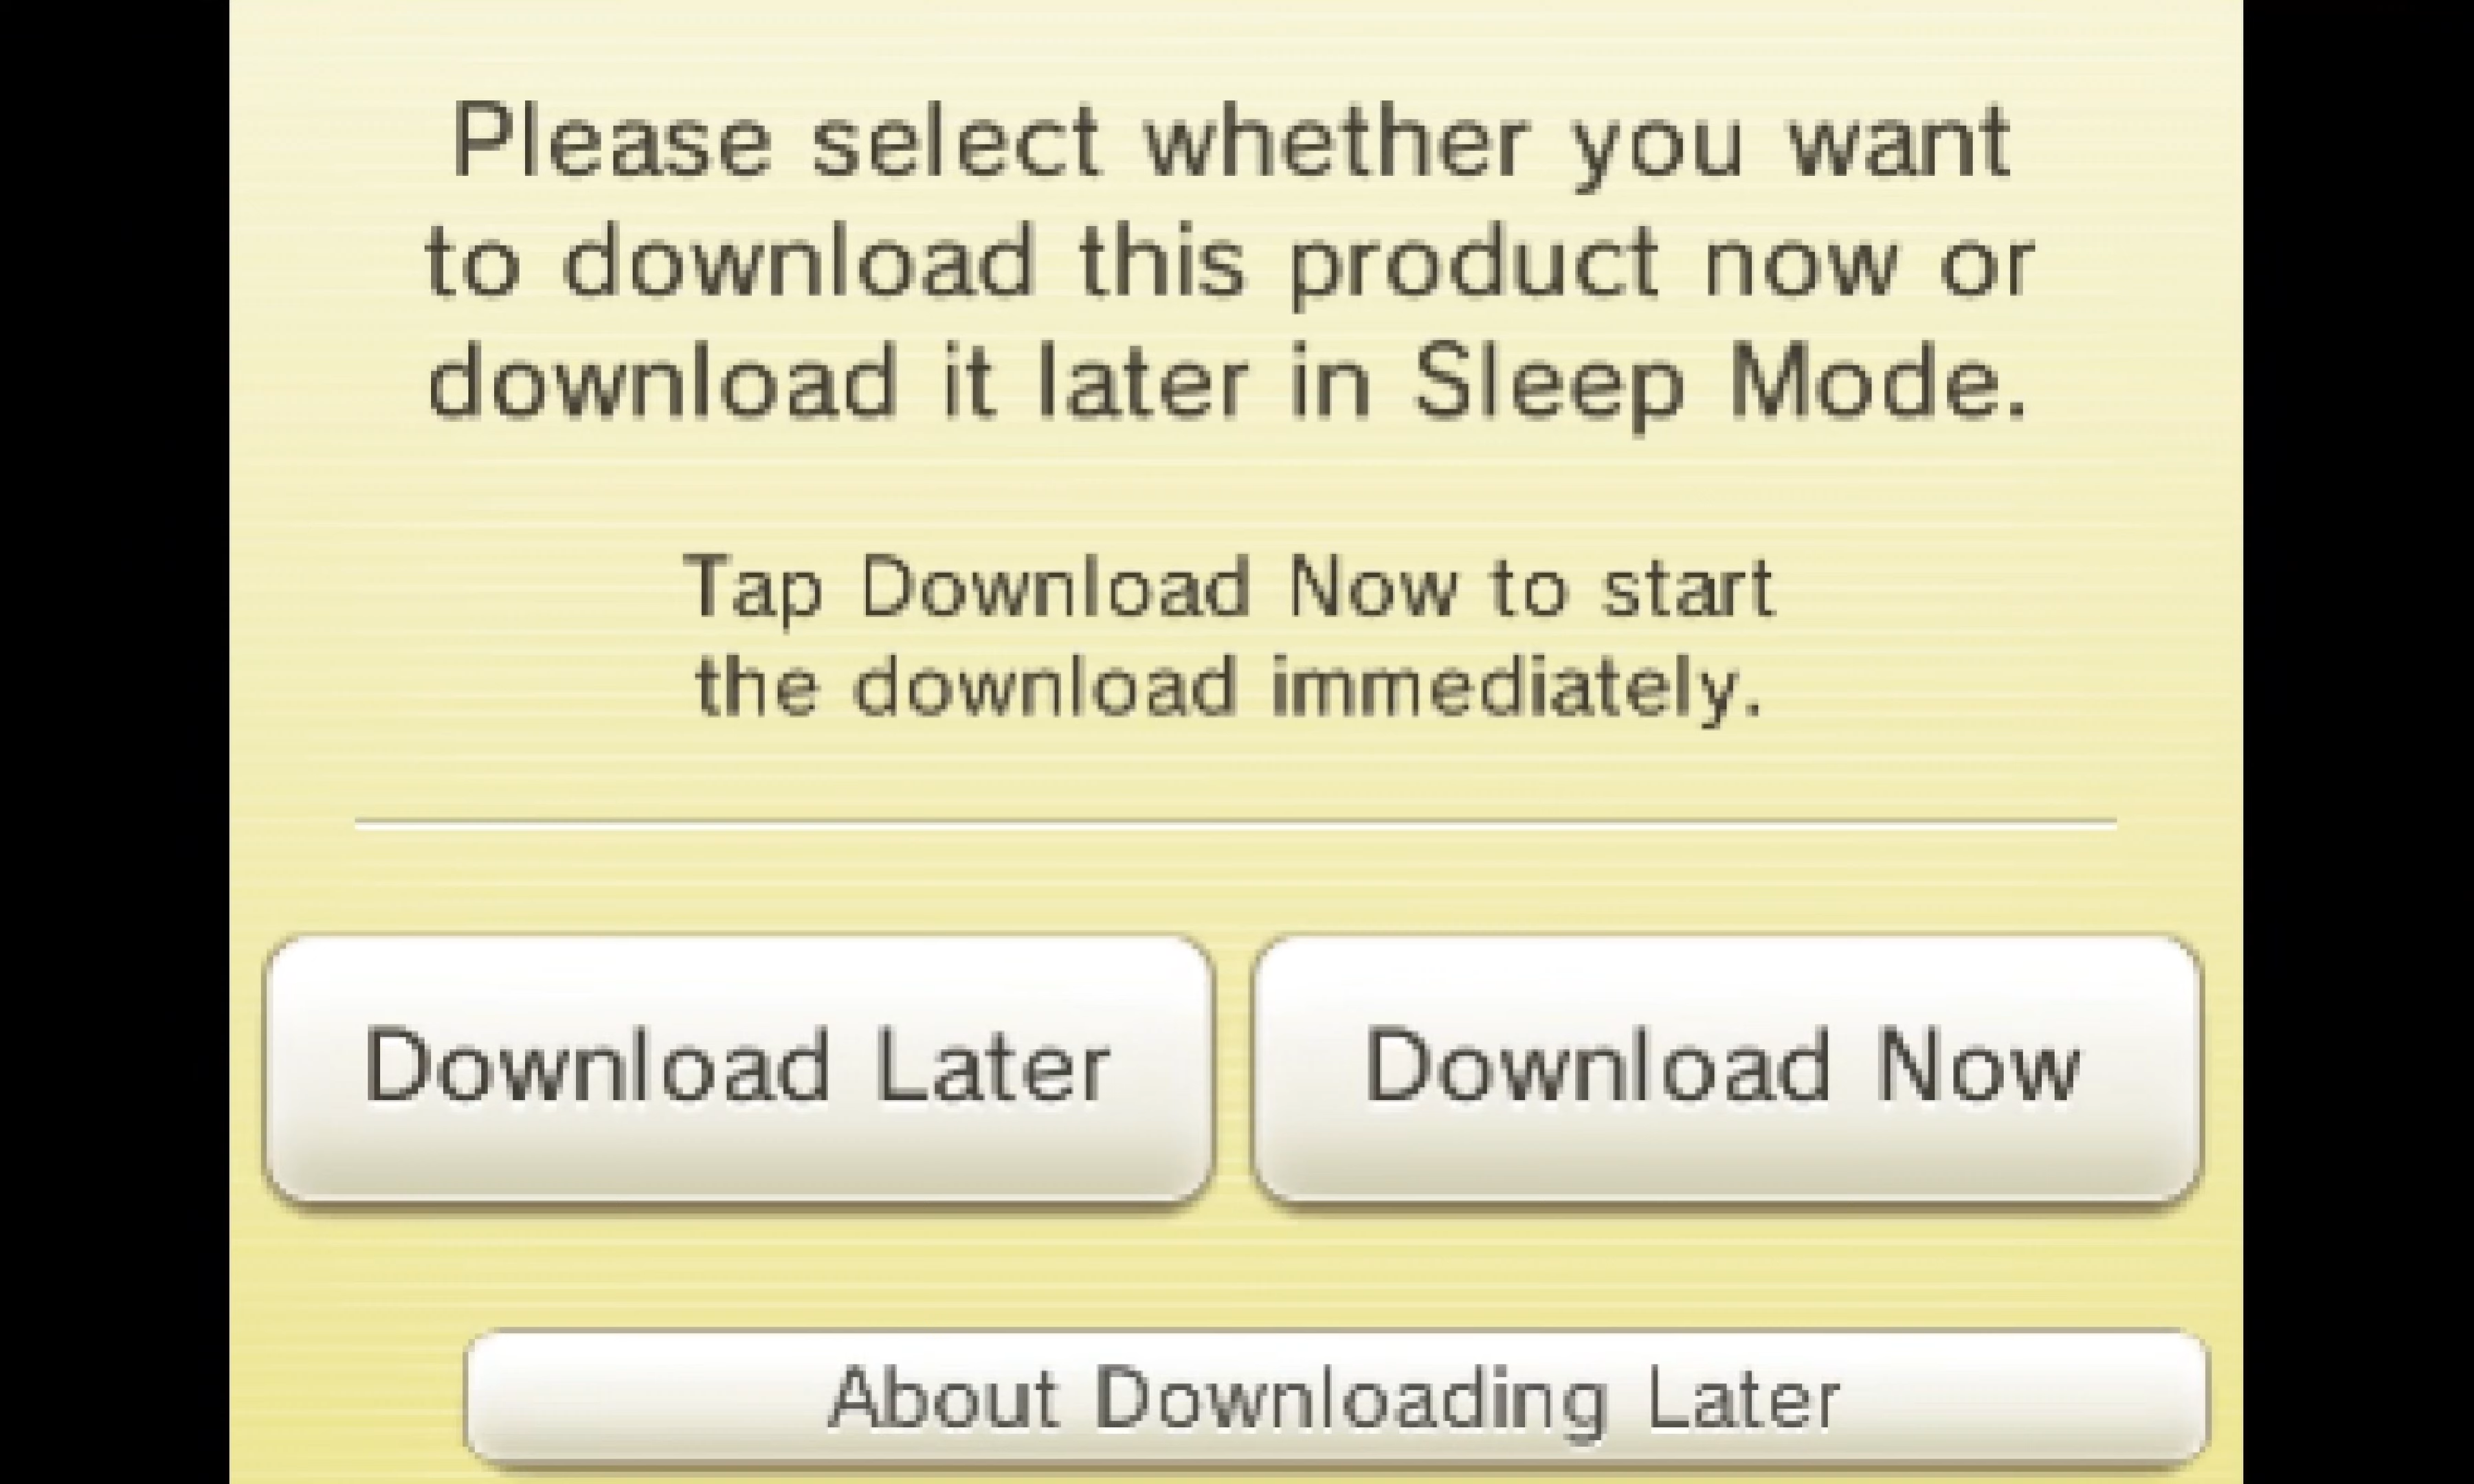 Please select whether you want
to download this product now or
download it later in Sleep Mode.
Tap Download Now to start
the download immediately.
Download Later
Download Now
About Downloading Later